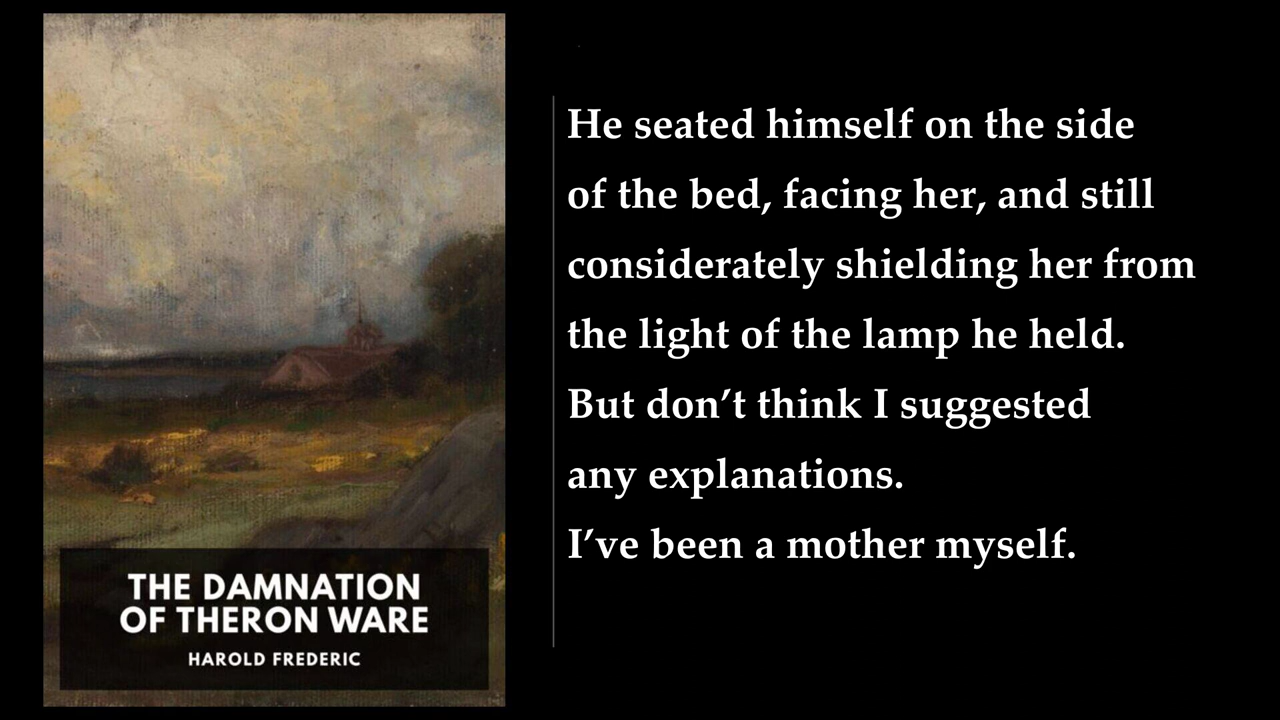 He seated himself on the side
of the bed, facing her, and still
considerately shielding her from
the light of the lamp he held.
But don’t think I suggested
any explanations.
I’ve been a mother myself.
THE DAMNATION
OF THERON WARE
HAROLD FREDERIC